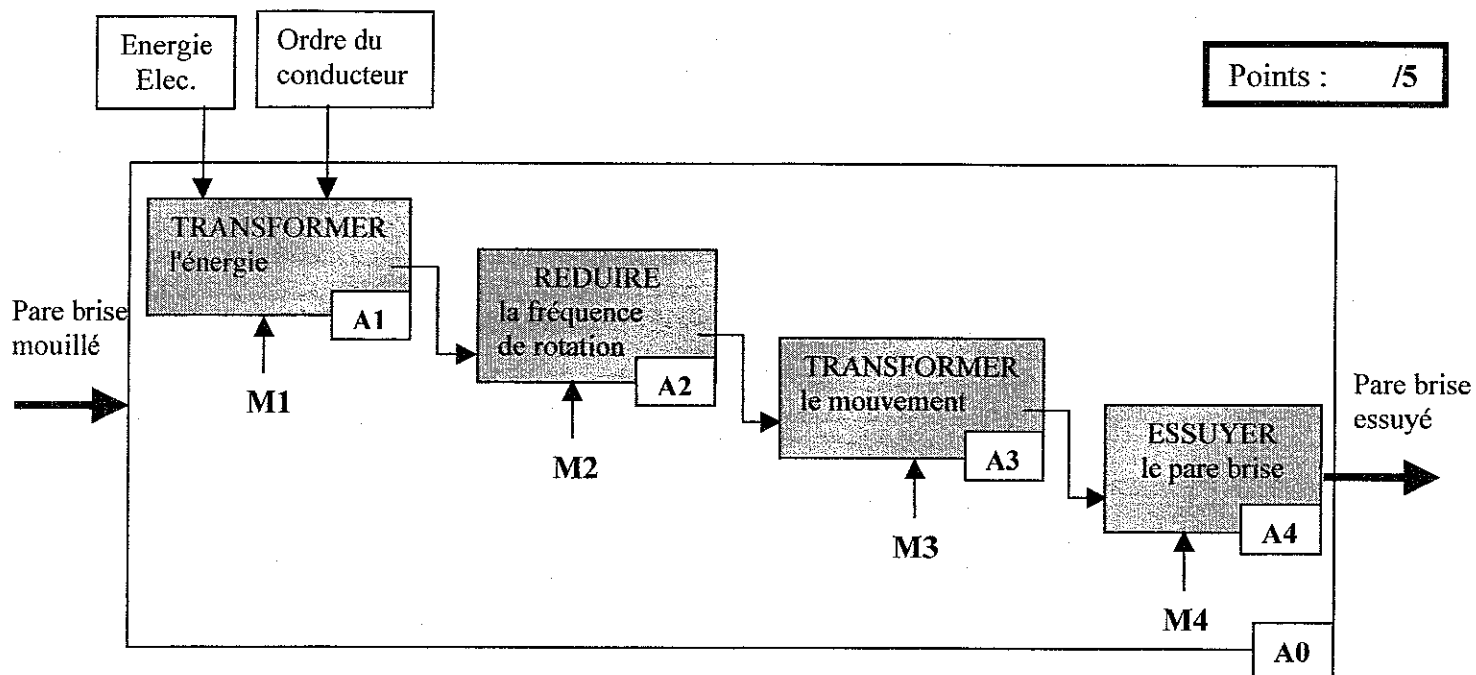 Energie
Elec.
Ordre du
conducteur
Points : /5
TRANSFORMER
l'énergie
A1
REDUIRE
la fréquence
de rotation
A2
Pare brise
mouillé
M1
TRANSFORMER
le mouvement
A3
M2
Pare brise
essuyé
ESSUYER
le pare brise
A4
M3
M4
A0